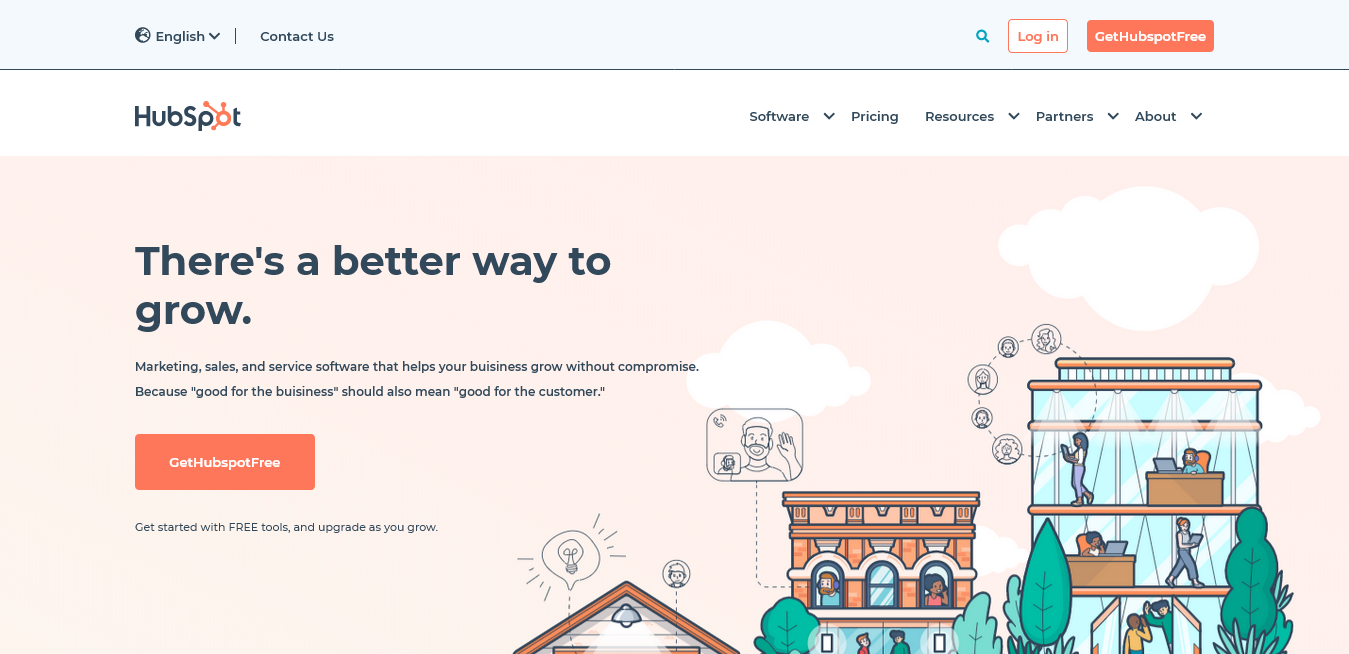 English
Contact Us
Log in
GetHubspotFree
HubSpot
Software
Pricing
Resources
Partners
About
There's a better way to
grow.
Marketing, sales, and service software that helps your buisiness grow without compromise.
Because "good for the buisiness" should also mean "good for the customer."
GetHubspotFree
Get started with FREE tools, and upgrade as you grow.